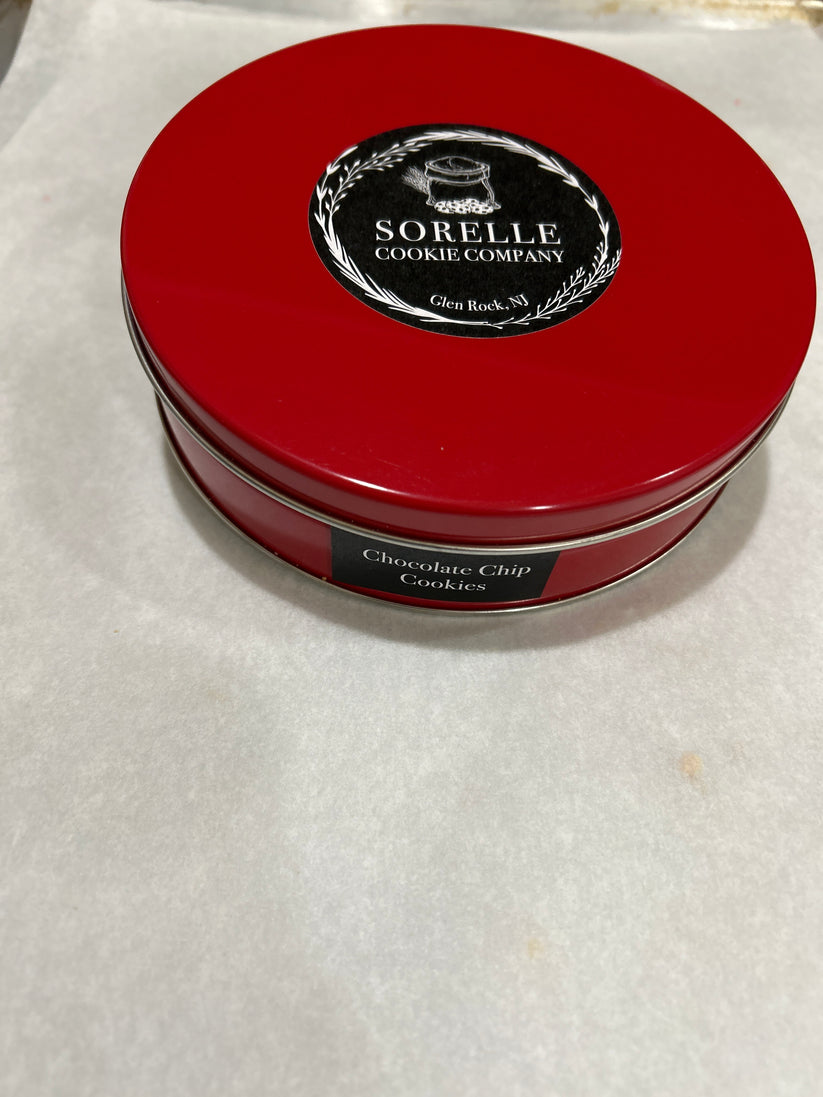 SORELLE
COOKIE COMPANY
Glen Rock, NJ
Chocolate Chip
Cookies